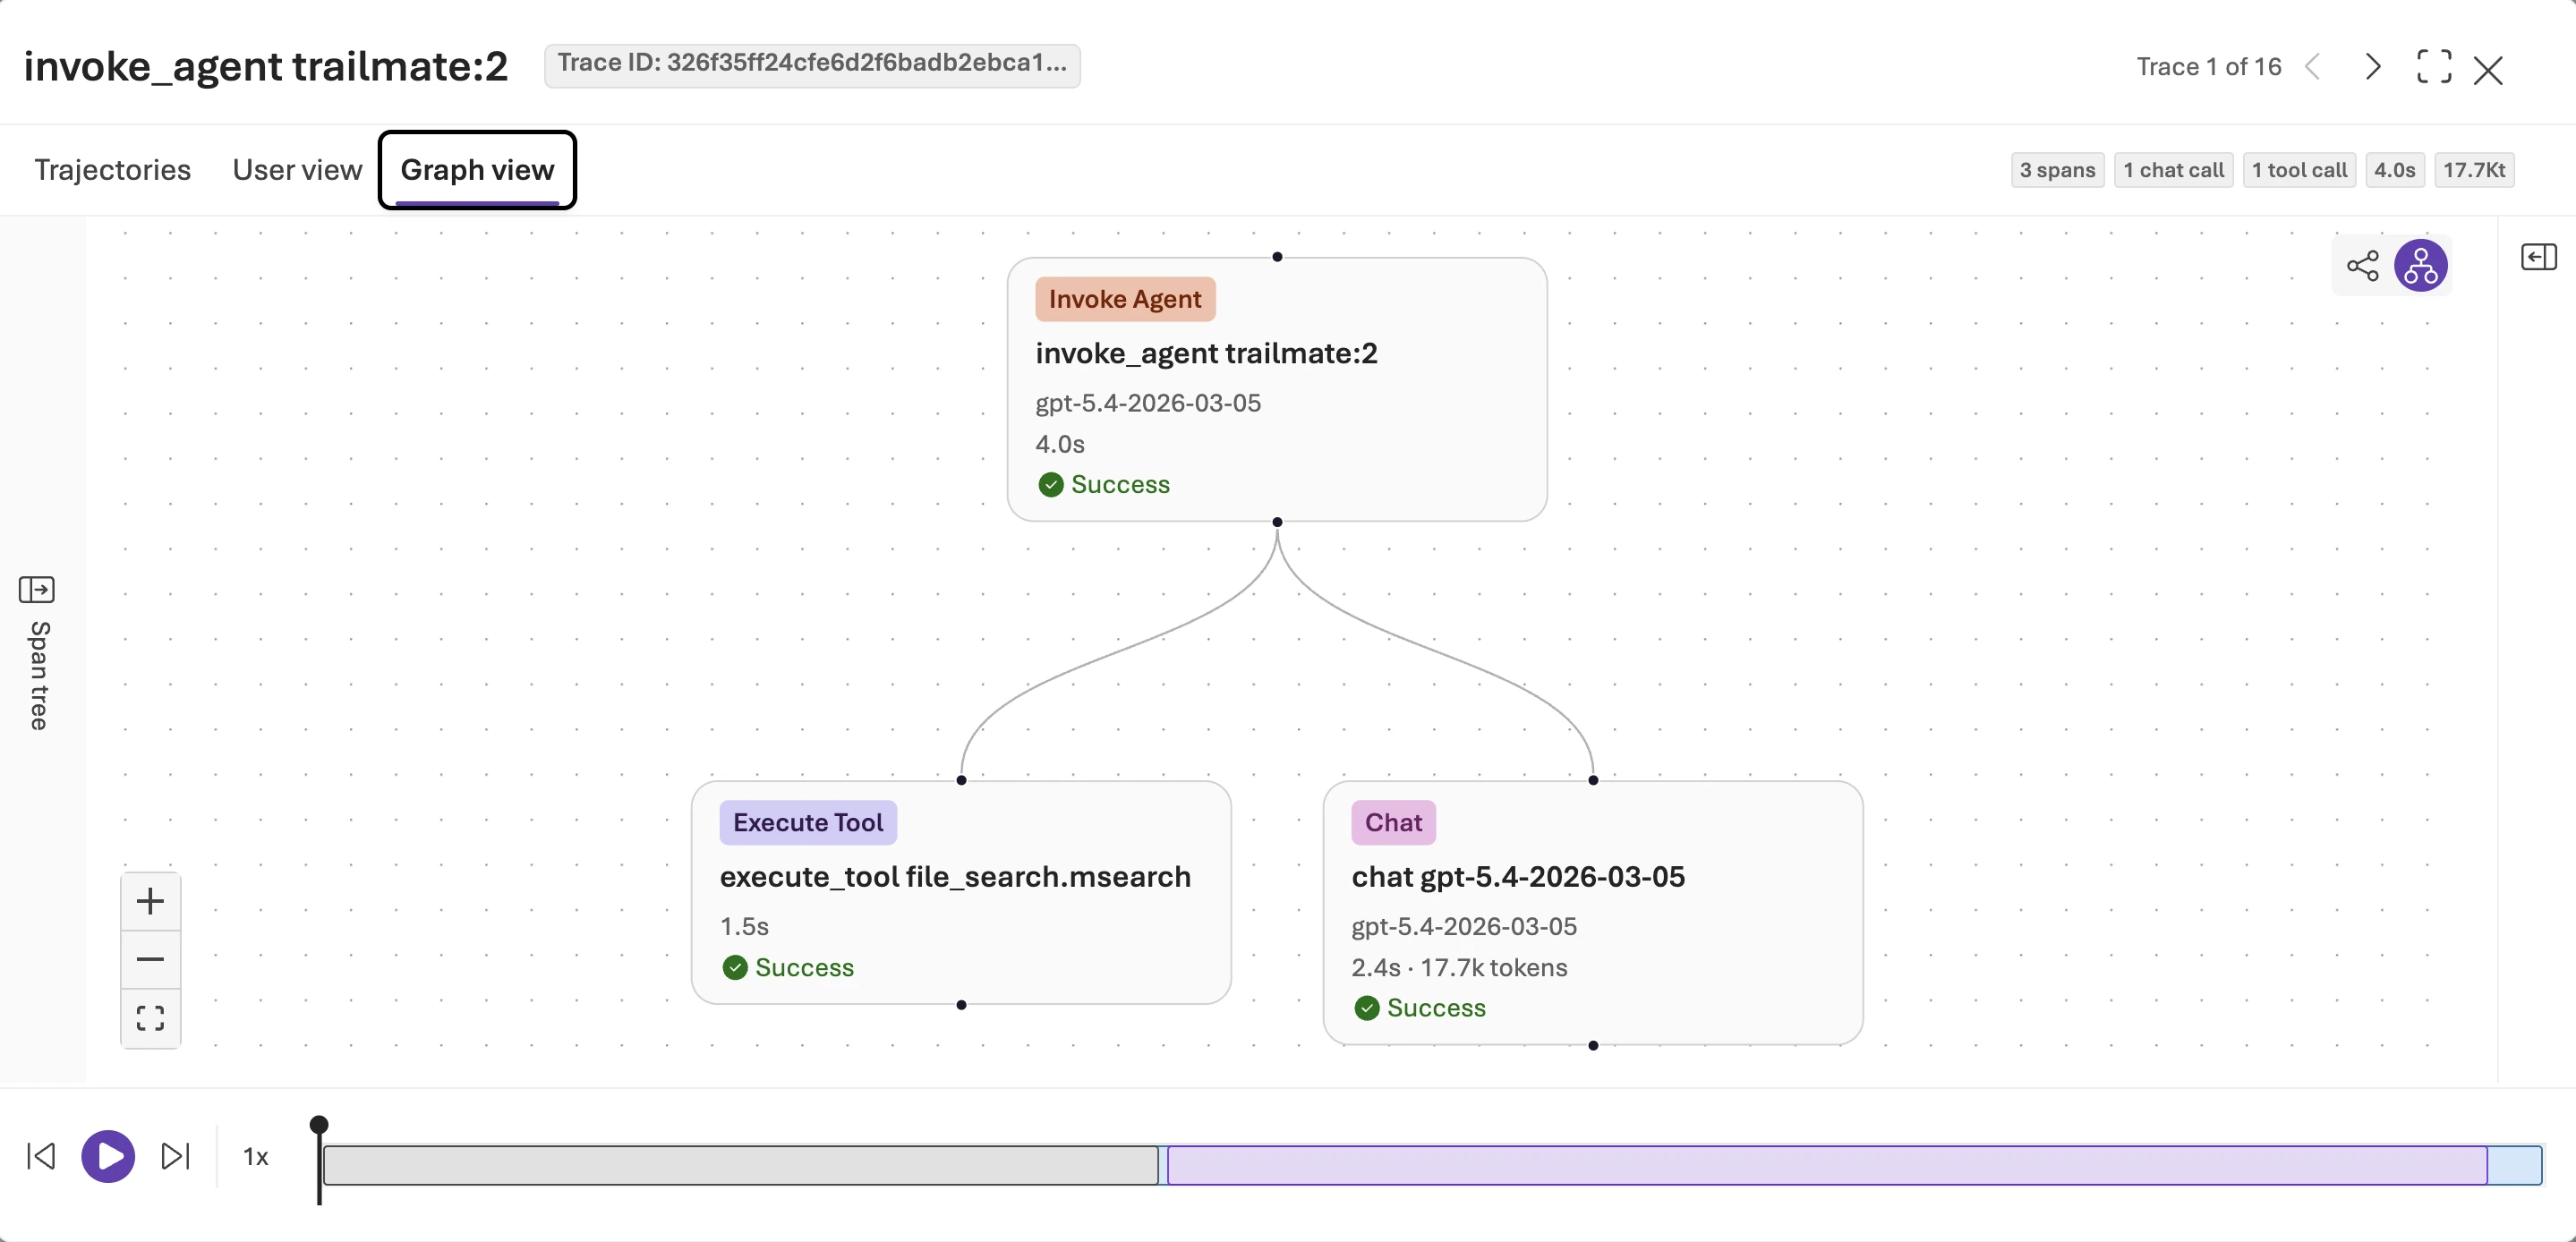 invoke_agent trailmate:2
Trace ID: 326f35ff24cfe6d2f6badb2ebca1...
Trace 1 of 16
Trajectories
User view
Graph view
3 spans
1 chat call
1 tool call
4.0s
17.7Kt
Span tree
Invoke Agent
invoke_agent trailmate:2
gpt-5.4-2026-03-05
4.0s
Success
Execute Tool
execute_tool file_search.msearch
1.5s
Success
Chat
chat gpt-5.4-2026-03-05
gpt-5.4-2026-03-05
2.4s · 17.7k tokens
Success
1x